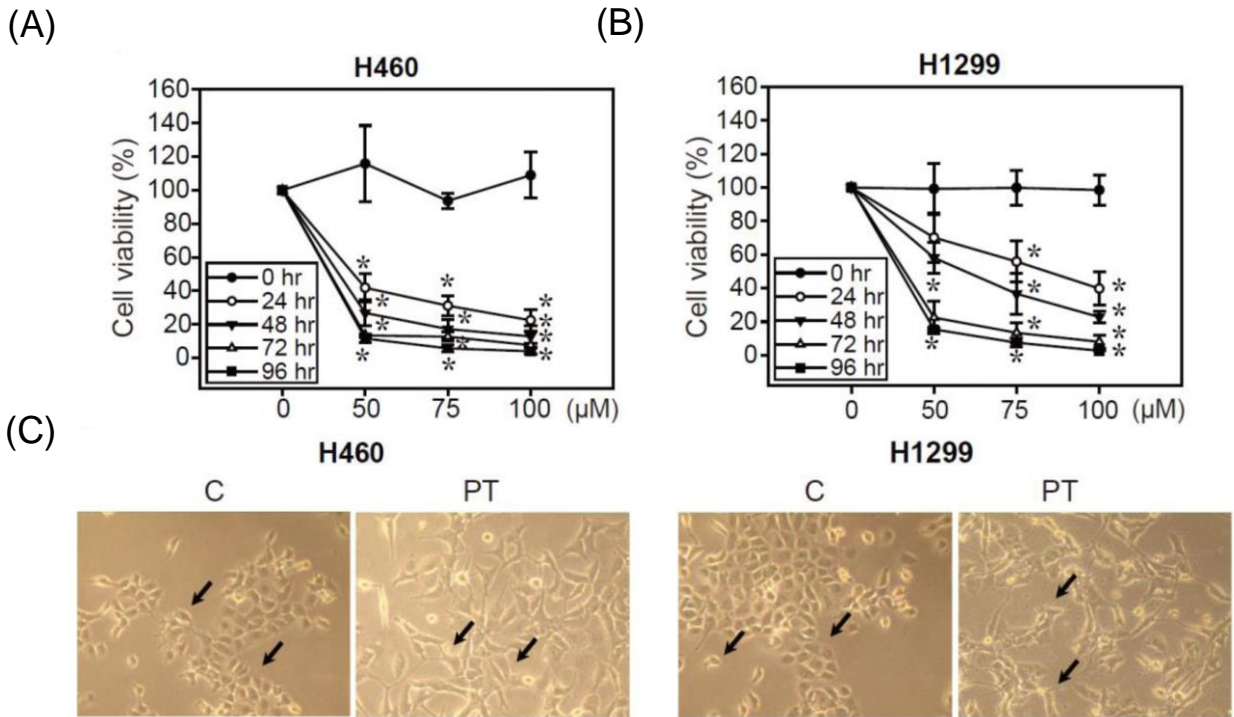 (A)
H460
Cell viability (%)
160
140
120
100
80
60
40
20
0
0 hr
24 hr
48 hr
72 hr
96 hr
* * *
* * *
* * *
* * *
0 50 75 100 (µM)
(B)
H1299
Cell viability (%)
160
140
120
100
80
60
40
20
0
0 hr
24 hr
48 hr
72 hr
96 hr
* *
* *
* * *
* * *
0 50 75 100 (µM)
(C)
H460
C PT
H1299
C PT